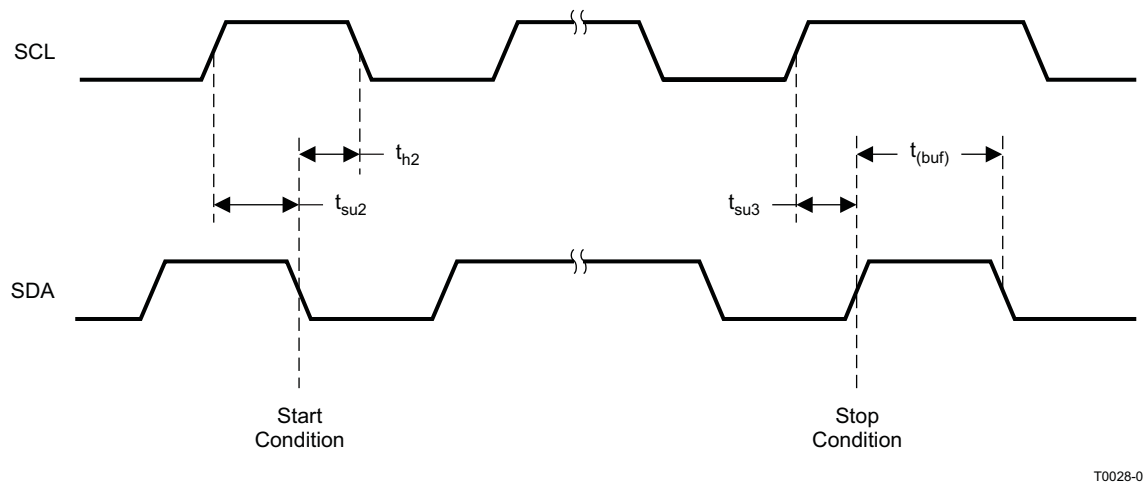 SCL
t_h2
t_su2
t_su3
t_(buf)
SDA
Start
Condition
Stop
Condition
T0028-0